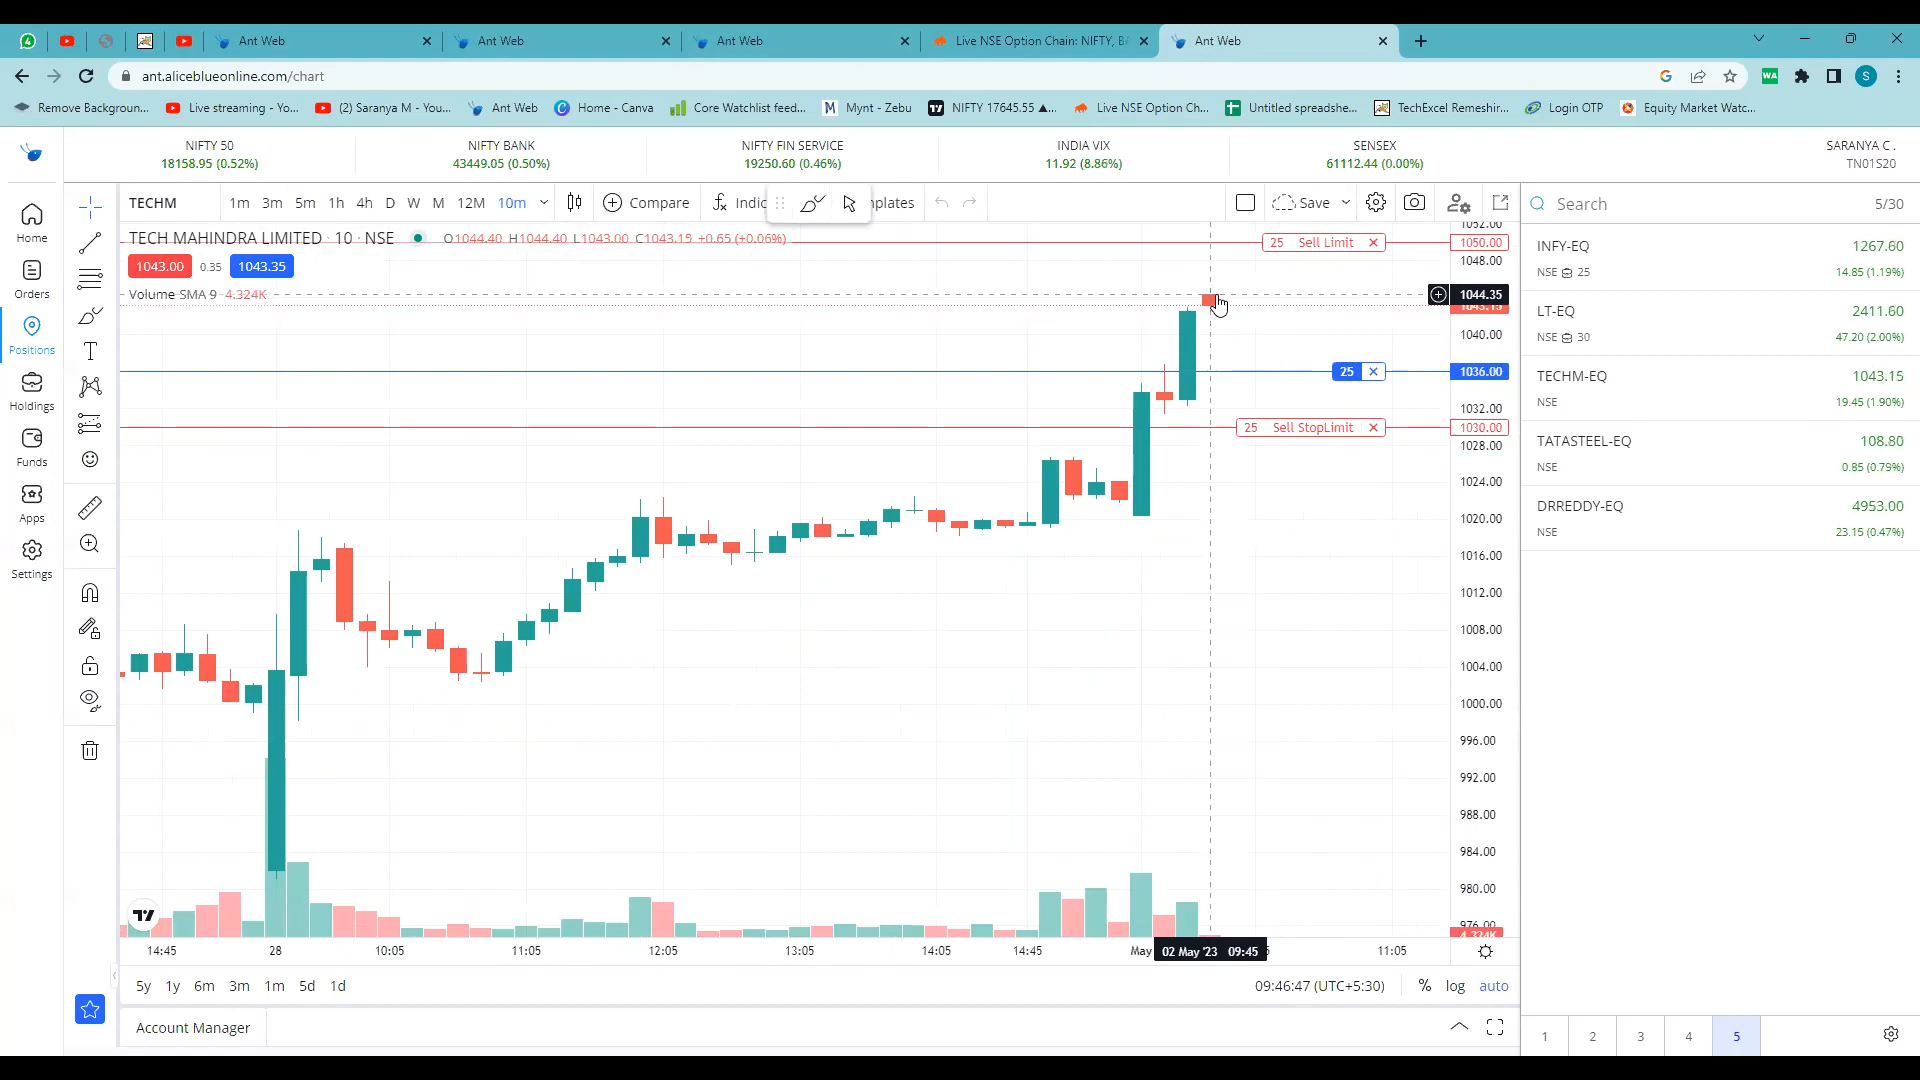 4
Ant Web
Ant Web
Ant Web
Live NSE Option Chain: NIFTY, B
Ant Web
ant.aliceblueonline.com/chart
WA
S
Remove Backgroun...
Live streaming - Yo...
(2) Saranya M - You...
Ant Web
Home - Canva
Core Watchlist feed...
Mynt - Zebu
NIFTY 17645.55 ▲...
Live NSE Option Ch...
Untitled spreadshe...
TechExcel Remeshir...
Login OTP
Equity Market Watc...
NIFTY 50
18158.95 (0.52%)
NIFTY BANK
43449.05 (0.50%)
NIFTY FIN SERVICE
19250.60 (0.46%)
INDIA VIX
11.92 (8.86%)
SENSEX
61112.44 (0.00%)
SARANYA C .
TN01S20
Home
Orders
Positions
Holdings
Funds
Apps
Settings
TECHM
1m 3m 5m 1h 4h D W M 12M 10m
Compare
Indic
plates
Save
TECH MAHINDRA LIMITED · 10 · NSE
O1044.40 H1044.40 L1043.00 C1043.15 +0.65 (+0.06%)
1043.00 0.35 1043.35
Volume SMA 9 4.324K
25 Sell Limit
25
25 Sell StopLimit
1052.00
1050.00
1048.00
1044.35
1043.15
1040.00
1036.00
1032.00
1030.00
1028.00
1024.00
1020.00
1016.00
1012.00
1008.00
1004.00
1000.00
996.00
992.00
988.00
984.00
980.00
976.00
4.324K
14:45 28 10:05 11:05 12:05 13:05 14:05 14:45 May 02 May '23 09:45 11:05
5y 1y 6m 3m 1m 5d 1d
09:46:47 (UTC+5:30)
% log auto
Account Manager
Search 5/30
INFY-EQ 1267.60
NSE 25 14.85 (1.19%)
LT-EQ 2411.60
NSE 30 47.20 (2.00%)
TECHM-EQ 1043.15
NSE 19.45 (1.90%)
TATASTEEL-EQ 108.80
NSE 0.85 (0.79%)
DRREDDY-EQ 4953.00
NSE 23.15 (0.47%)
1 2 3 4 5